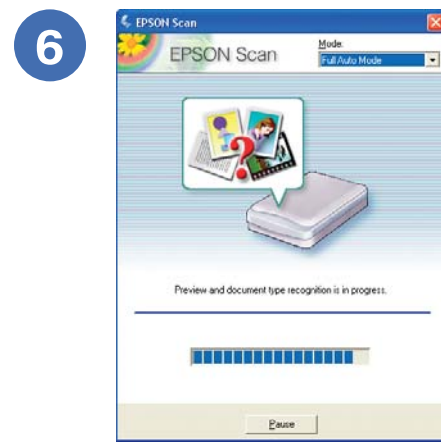 6
EPSON Scan
EPSON Scan
Mode:
Full Auto Mode
?
Preview and document type recognition is in progress.
Pause